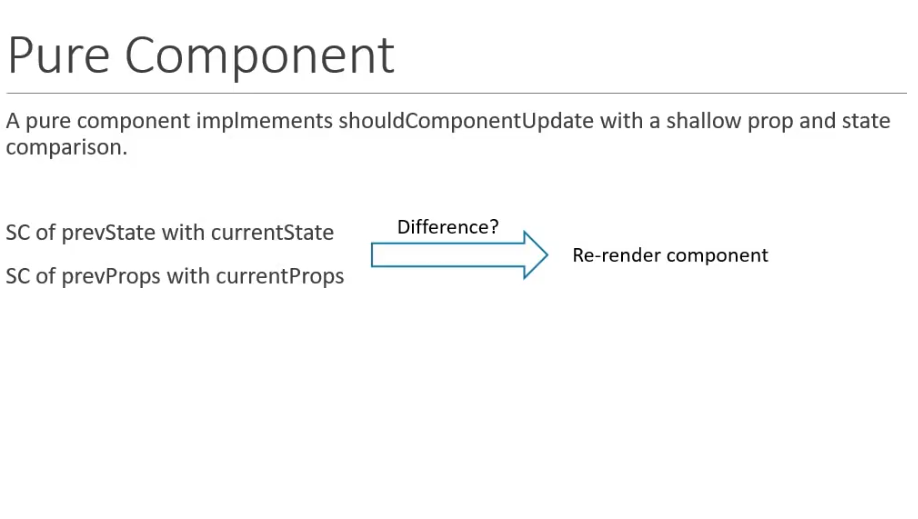 Pure Component
A pure component implmements shouldComponentUpdate with a shallow prop and state
comparison.
SC of prevState with currentState
SC of prevProps with currentProps
Difference?
Re-render component